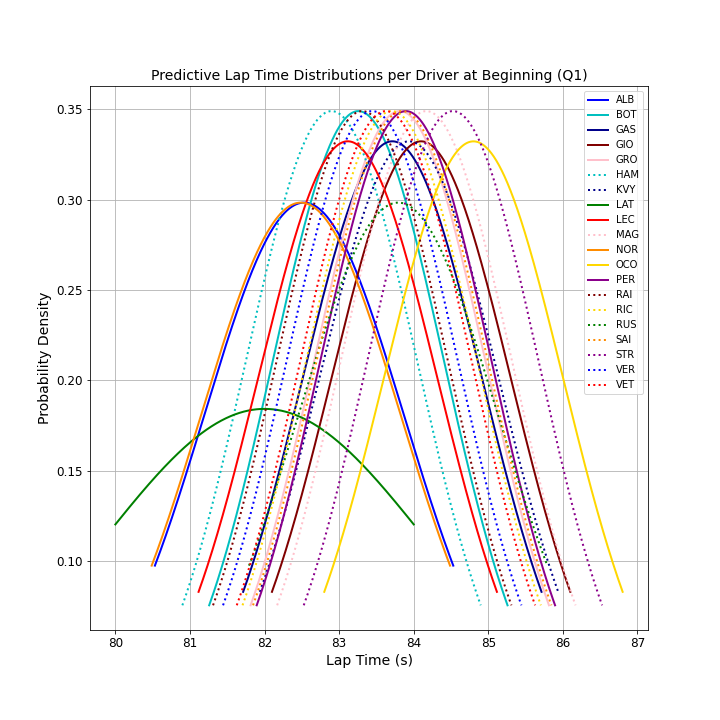 Predictive Lap Time Distributions per Driver at Beginning (Q1)
0.35
0.30
0.25
0.20
0.15
0.10
Probability Density
80 81 82 83 84 85 86 87
Lap Time (s)
ALB
BOT
GAS
GIO
GRO
HAM
KVY
LAT
LEC
MAG
NOR
OCO
PER
RAI
RIC
RUS
SAI
STR
VER
VET